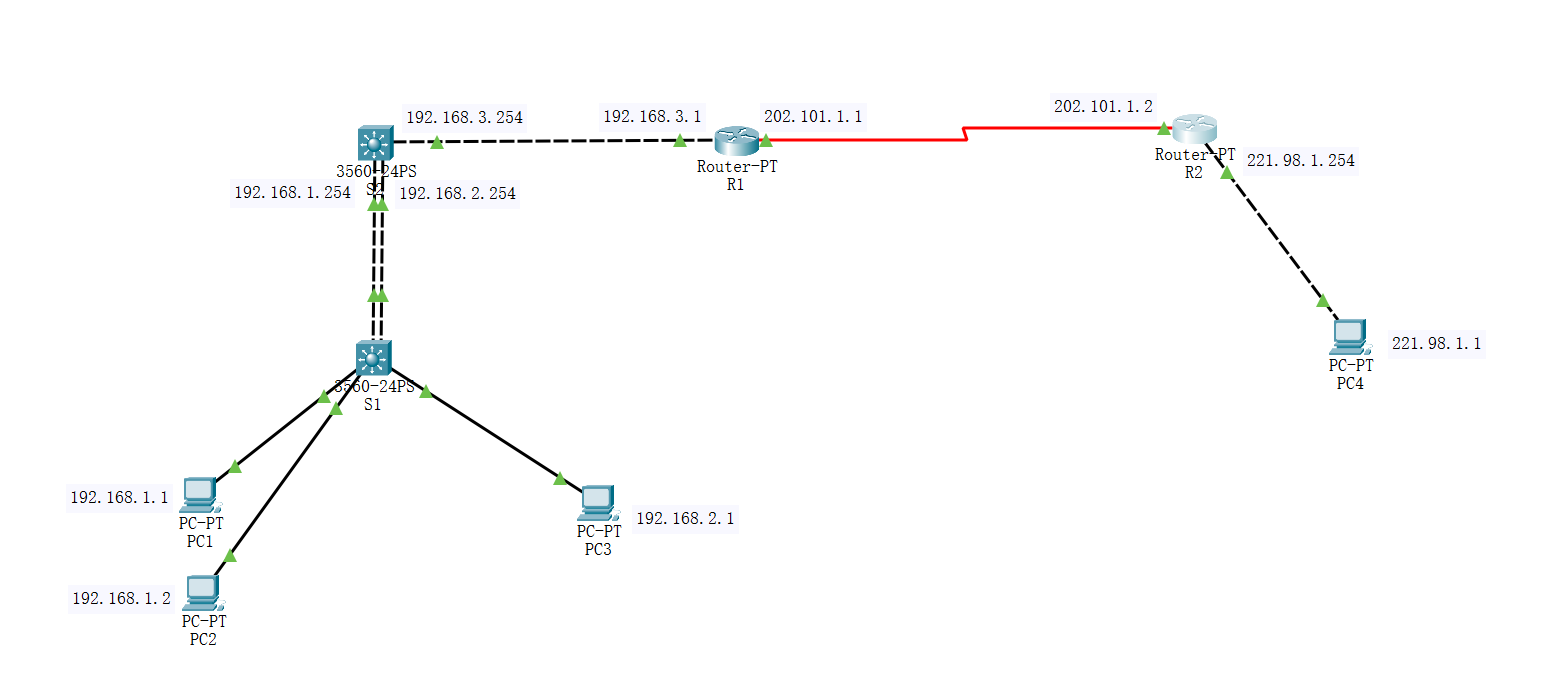 192.168.3.254
192.168.3.1
202.101.1.1
202.101.1.2
3560-24PS
Router-PT
R1
Router-PT
R2
221.98.1.254
192.168.1.254
192.168.2.254
3560-24PS
S1
221.98.1.1
PC-PT
PC4
192.168.1.1
PC-PT
PC1
192.168.2.1
PC-PT
PC3
192.168.1.2
PC-PT
PC2